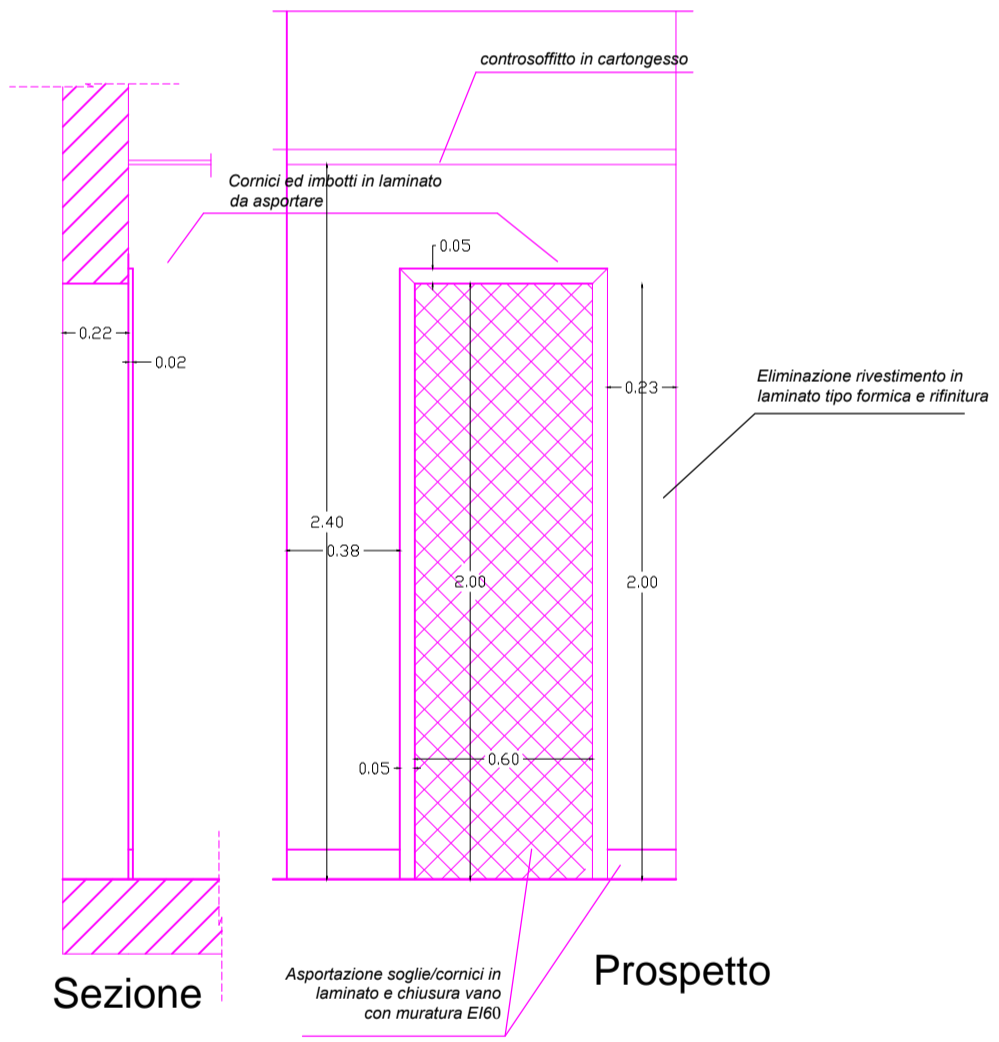 controsoffitto in cartongesso
Cornici ed imbotti in laminato
da asportare
0.05
0.22
0.02
0.23
Eliminazione rivestimento in
laminato tipo formica e rifinitura
2.40
0.38
2.00
2.00
0.60
0.05
Asportazione soglie/cornici in
laminato e chiusura vano
con muratura EI60
Sezione
Prospetto